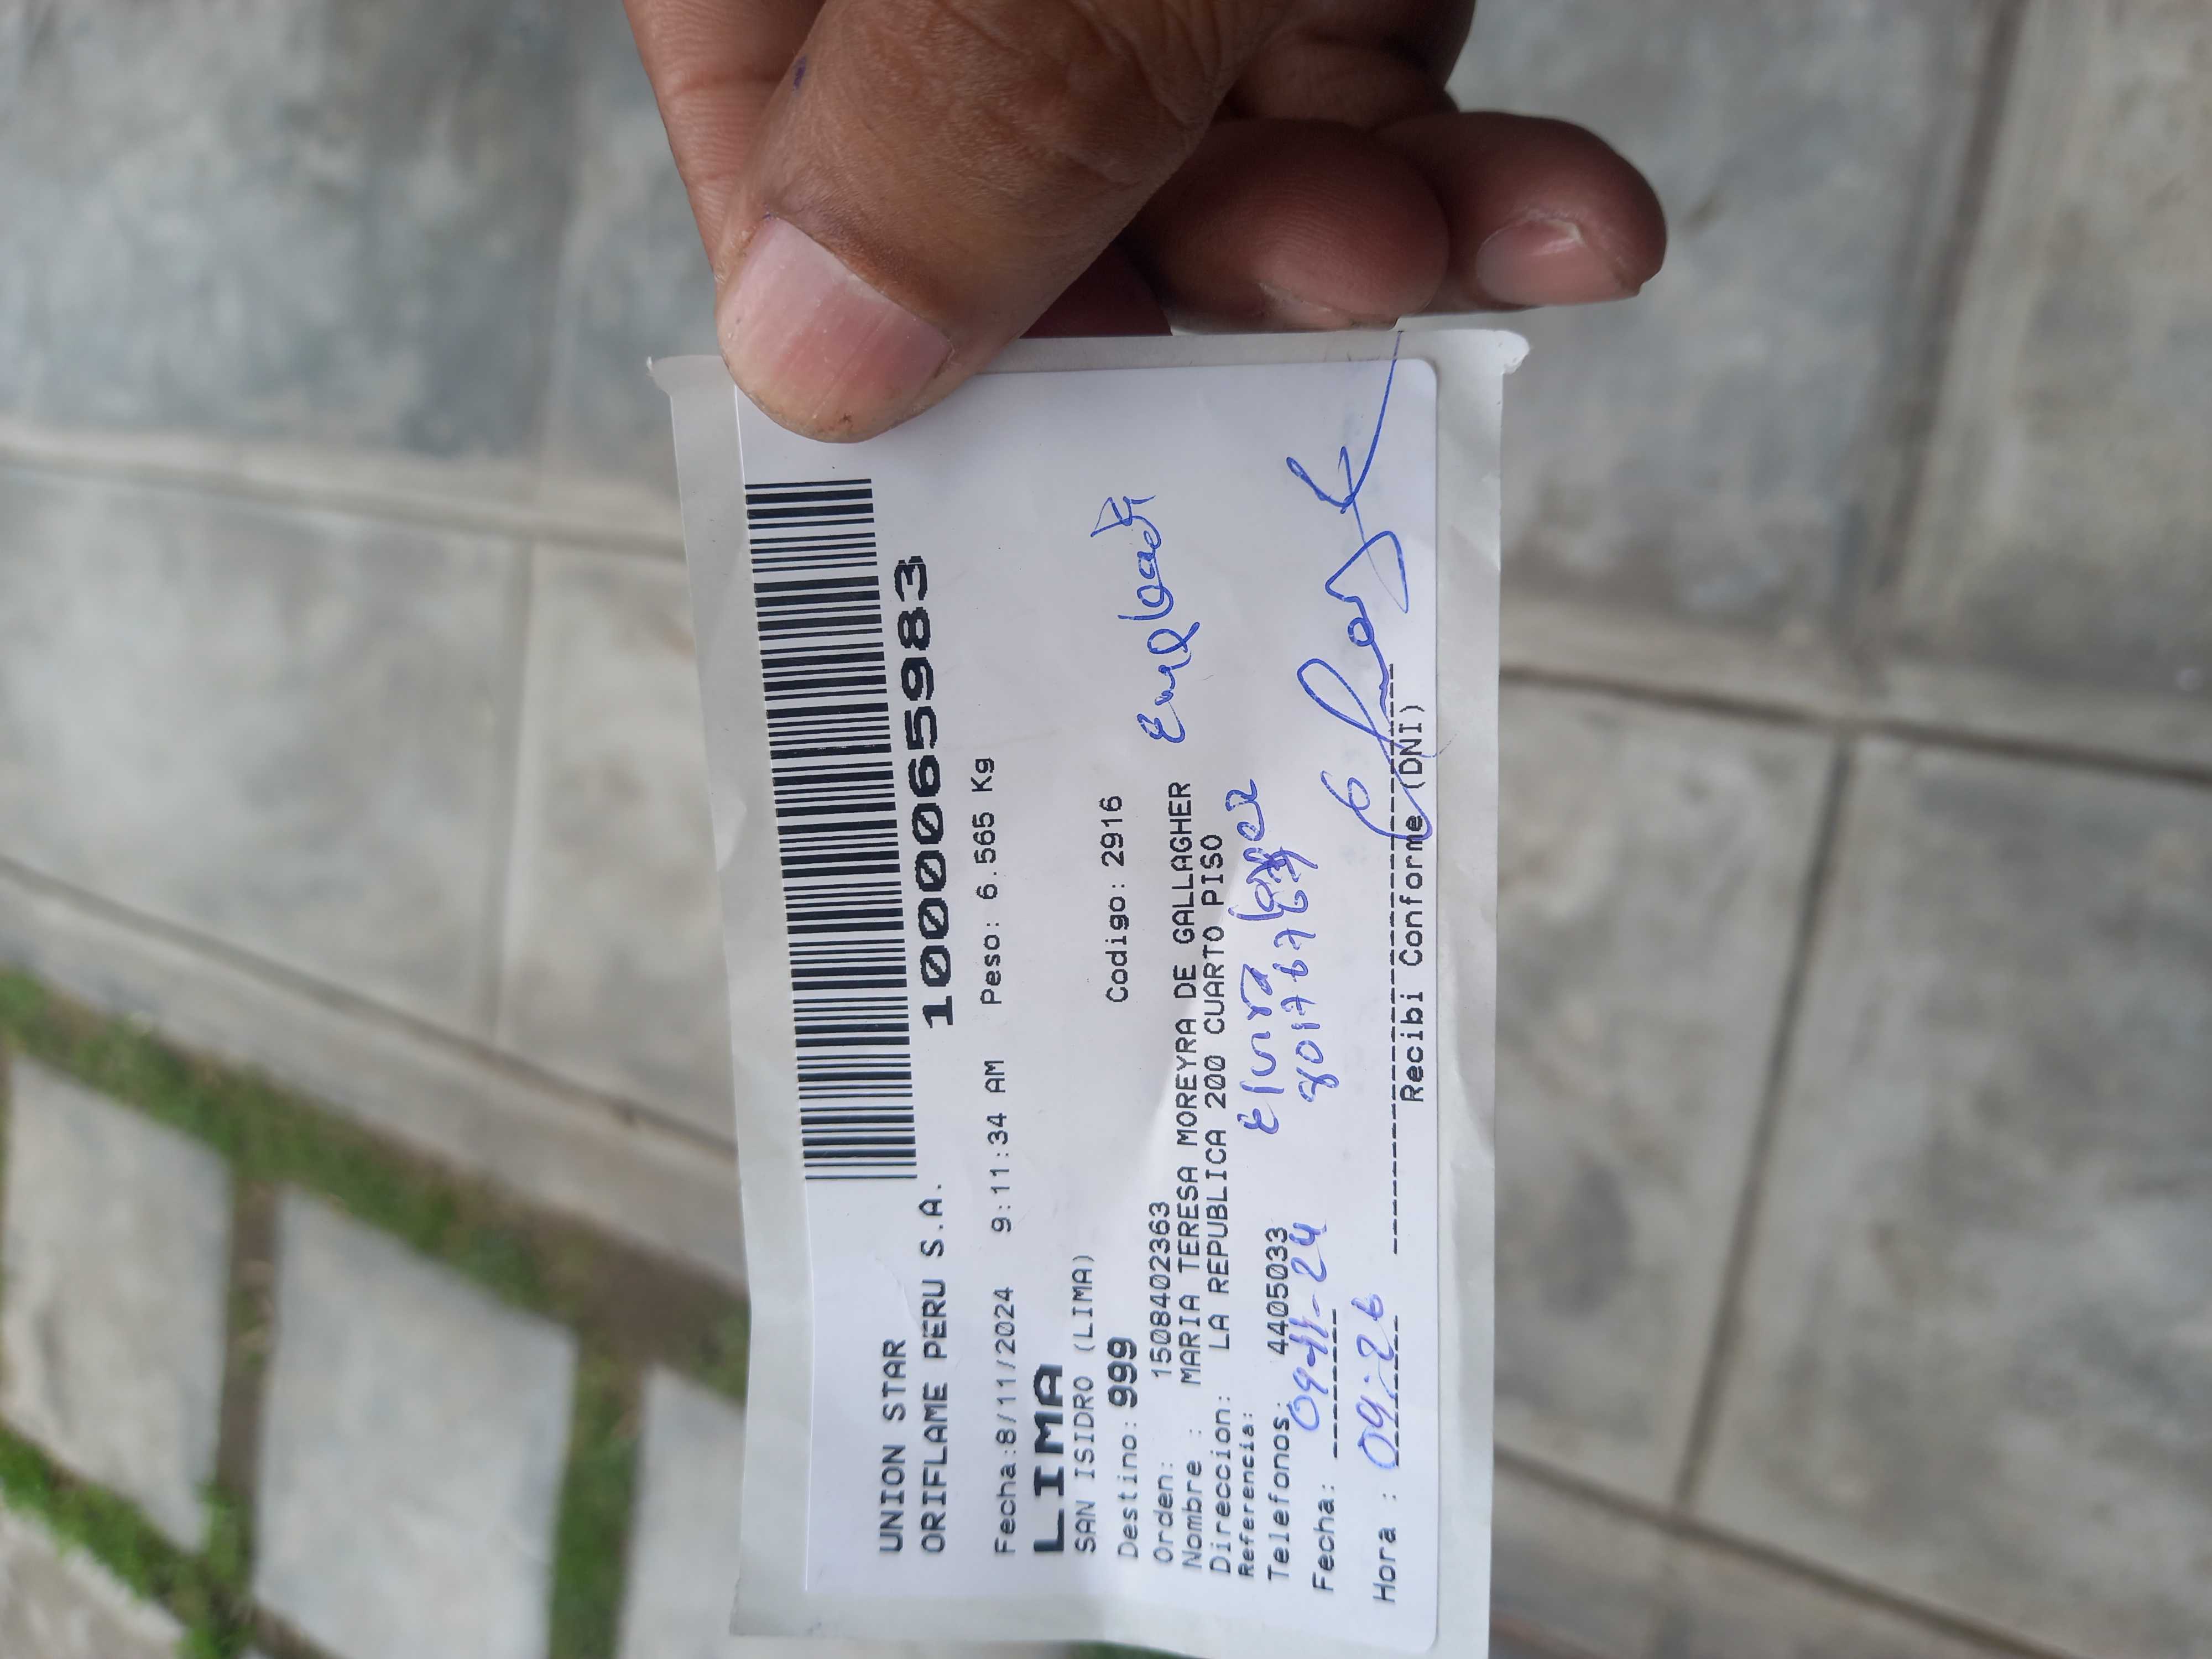 UNION STAR
ORIFLAME PERU S.A.
1000065983
Fecha:8/11/2024 9:11:34 AM Peso: 6.565 Kg
LIMA
SAN ISIDRO (LIMA)
Destino: 999 Codigo: 2916
Orden: 1508402363
Nombre : MARIA TERESA MOREYRA DE GALLAGHER
Direccion: LA REPUBLICA 200 CUARTO PISO
Referencia:
Telefonos: 4405033
Elvira
Fecha: 09-11-24
Hora : 09:26
Recibi Conforme (DNI)